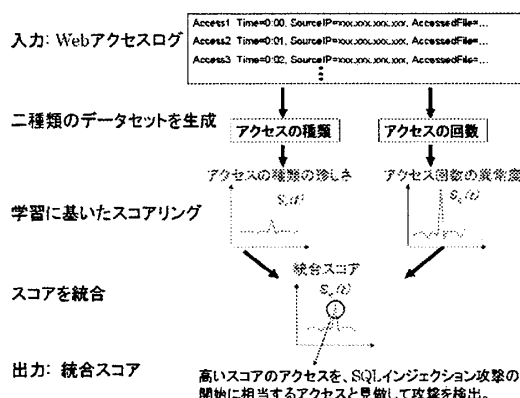 入力: Webアクセスログ
Access1 Time=0:00, SourceIP=xxx.xxx.xxx.xxx, AccessedFile=...
Access2 Time=0:01, SourceIP=xxx.xxx.xxx.xxx, AccessedFile=...
Access3 Time=0:02, SourceIP=xxx.xxx.xxx.xxx, AccessedFile=...
二種類のデータセットを生成
アクセスの種類
アクセスの回数
アクセスの種類の珍しさ
アクセス回数の異常度
学習に基いたスコアリング
スコアを統合
統合スコア
出力: 統合スコア
高いスコアのアクセスを、SQLインジェクション攻撃の
開始に相当するアクセスと見做して攻撃を検出。